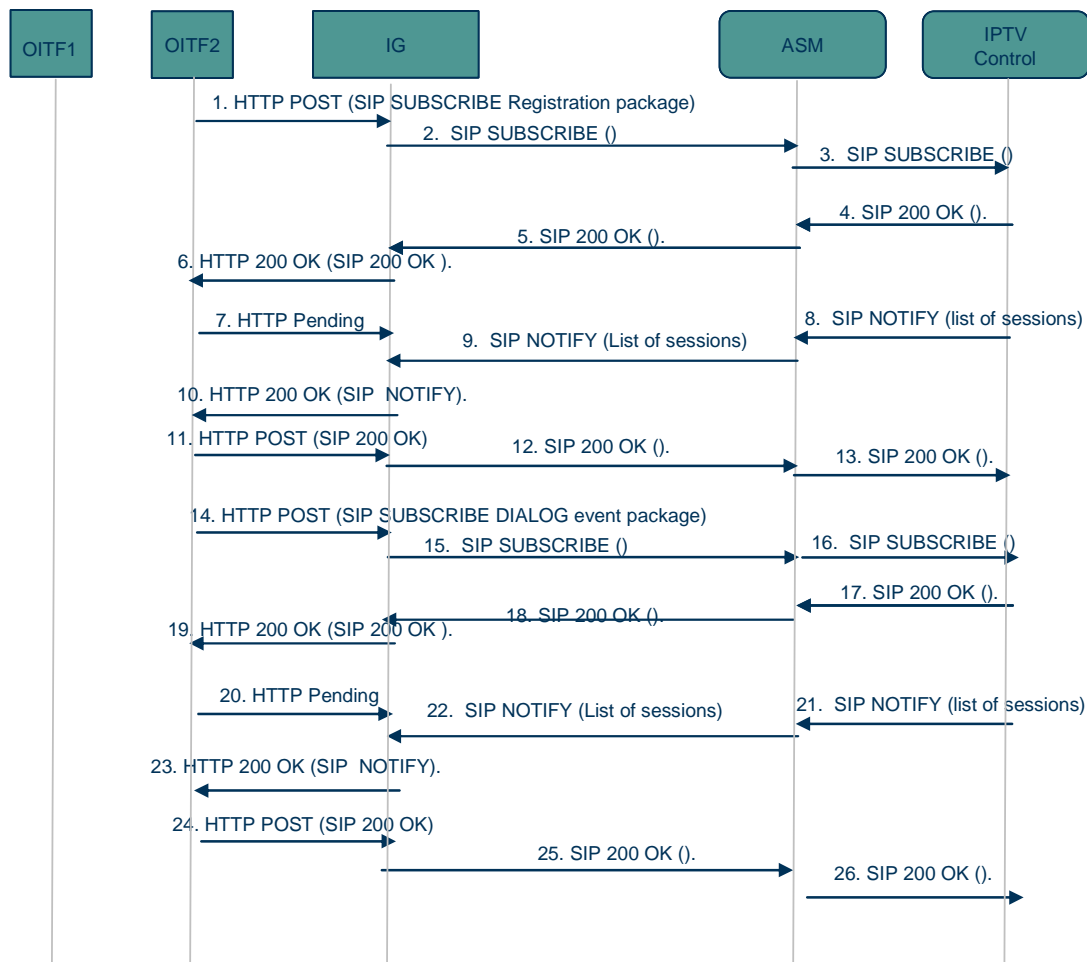 OITF1
OITF2
IG
ASM
IPTV
Control
1. HTTP POST (SIP SUBSCRIBE Registration package)
2. SIP SUBSCRIBE ()
3. SIP SUBSCRIBE ()
4. SIP 200 OK ().
5. SIP 200 OK ().
6. HTTP 200 OK (SIP 200 OK ).
7. HTTP Pending
8. SIP NOTIFY (list of sessions)
9. SIP NOTIFY (List of sessions)
10. HTTP 200 OK (SIP NOTIFY).
11. HTTP POST (SIP 200 OK)
12. SIP 200 OK ().
13. SIP 200 OK ().
14. HTTP POST (SIP SUBSCRIBE DIALOG event package)
15. SIP SUBSCRIBE ()
16. SIP SUBSCRIBE ()
17. SIP 200 OK ().
18. SIP 200 OK ().
19. HTTP 200 OK (SIP 200 OK ).
20. HTTP Pending
21. SIP NOTIFY (list of sessions)
22. SIP NOTIFY (List of sessions)
23. HTTP 200 OK (SIP NOTIFY).
24. HTTP POST (SIP 200 OK)
25. SIP 200 OK ().
26. SIP 200 OK ().